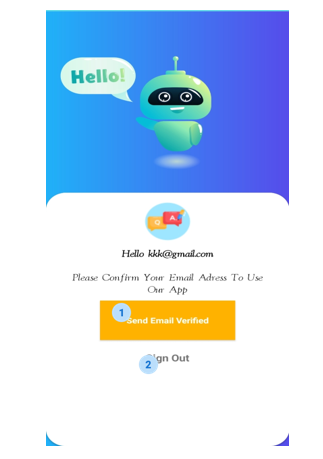 Hello!
Q A
Hello kkk@gmail.com
Please Confirm Your Email Adress To Use
Our App
1
Send Email Verified
2
Sign Out